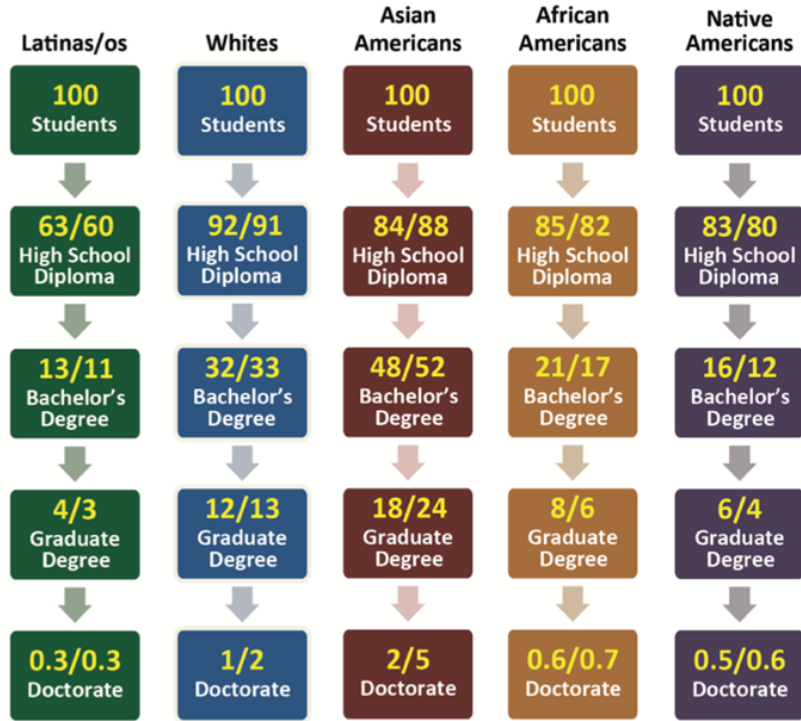 Latinas/os
Whites
Asian
Americans
African
Americans
Native
Americans
100
Students
100
Students
100
Students
100
Students
100
Students
63/60
High School
Diploma
92/91
High School
Diploma
84/88
High School
Diploma
85/82
High School
Diploma
83/80
High School
Diploma
13/11
Bachelor's
Degree
32/33
Bachelor's
Degree
48/52
Bachelor's
Degree
21/17
Bachelor's
Degree
16/12
Bachelor's
Degree
4/3
Graduate
Degree
12/13
Graduate
Degree
18/24
Graduate
Degree
8/6
Graduate
Degree
6/4
Graduate
Degree
0.3/0.3
Doctorate
1/2
Doctorate
2/5
Doctorate
0.6/0.7
Doctorate
0.5/0.6
Doctorate